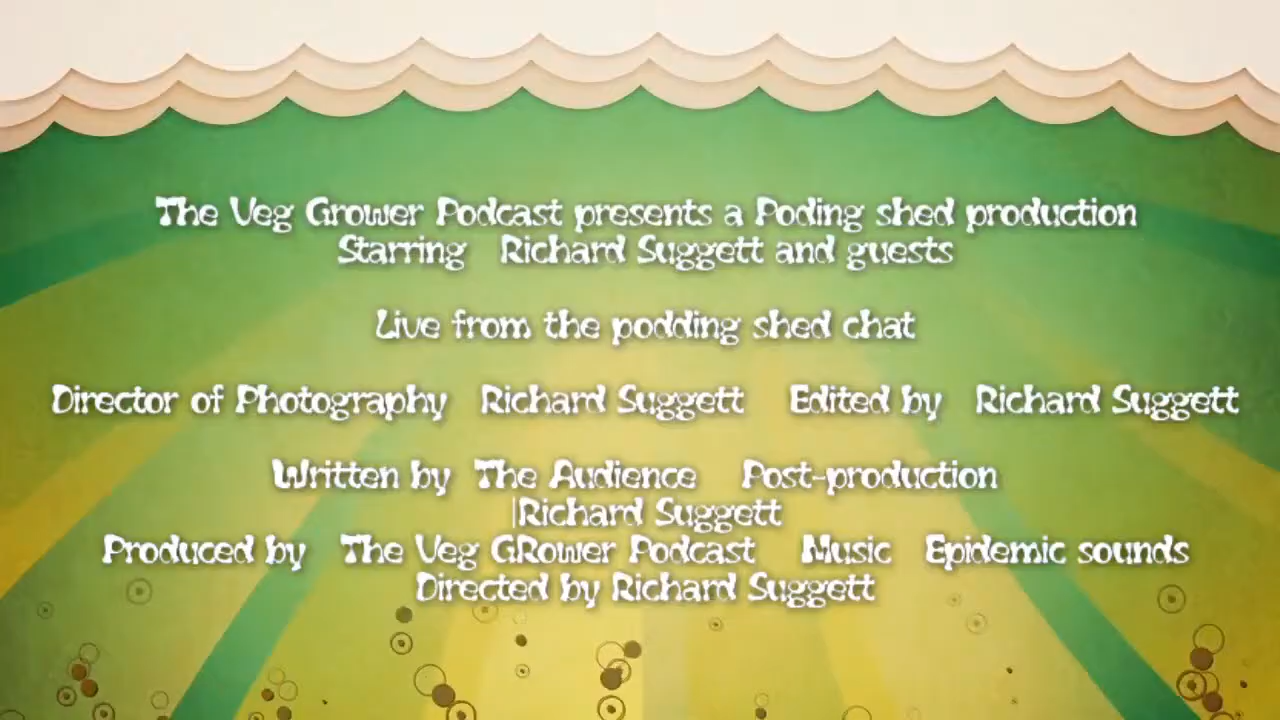 The Veg Grower Podcast presents a Poding shed production
Starring Richard Suggett and guests
Live from the podding shed chat
Director of Photography Richard Suggett Edited by Richard Suggett
Written by The Audience Post-production
|Richard Suggett
Produced by The Veg GRower Podcast Music Epidemic sounds
Directed by Richard Suggett